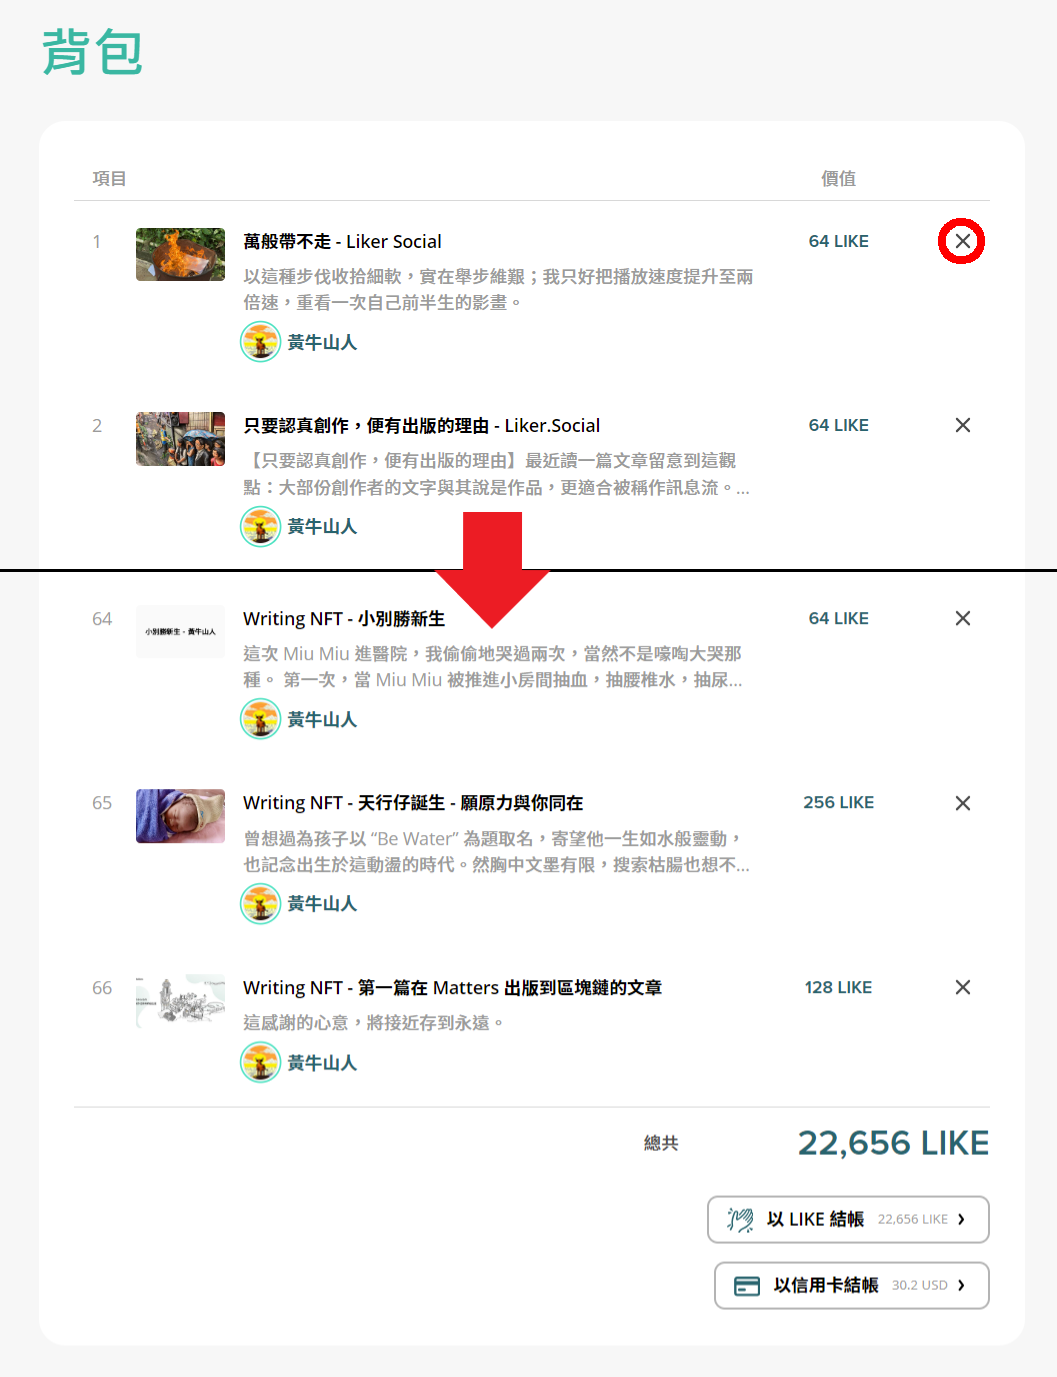 背包
項目 價值
1 萬般帶不走 - Liker Social 64 LIKE
以這種步伐收拾細軟，實在舉步維艱；我只好把播放速度提升至兩
倍速，重看一次自己前半生的影畫。
黃牛山人
2 只要認真創作，便有出版的理由 - Liker.Social 64 LIKE
【只要認真創作，便有出版的理由】最近讀一篇文章留意到這觀
點：大部份創作者的文字與其說是作品，更適合被稱作訊息流。...
黃牛山人
64 小別勝新生 - 黃牛山人 Writing NFT - 小別勝新生 64 LIKE
這次 Miu Miu 進醫院，我偷偷地哭過兩次，當然不是嚎啕大哭那
種。 第一次，當 Miu Miu 被推進小房間抽血，抽腰椎水，抽尿...
黃牛山人
65 Writing NFT - 天行仔誕生 - 願原力與你同在 256 LIKE
曾想過為孩子以 “Be Water” 為題取名，寄望他一生如水般靈動，
也記念出生於這動盪的時代。然胸中文墨有限，搜索枯腸也想不...
黃牛山人
66 Writing NFT - 第一篇在 Matters 出版到區塊鏈的文章 128 LIKE
這感謝的心意，將接近存到永遠。
黃牛山人
總共 22,656 LIKE
以 LIKE 結帳 22,656 LIKE
以信用卡結帳 30.2 USD